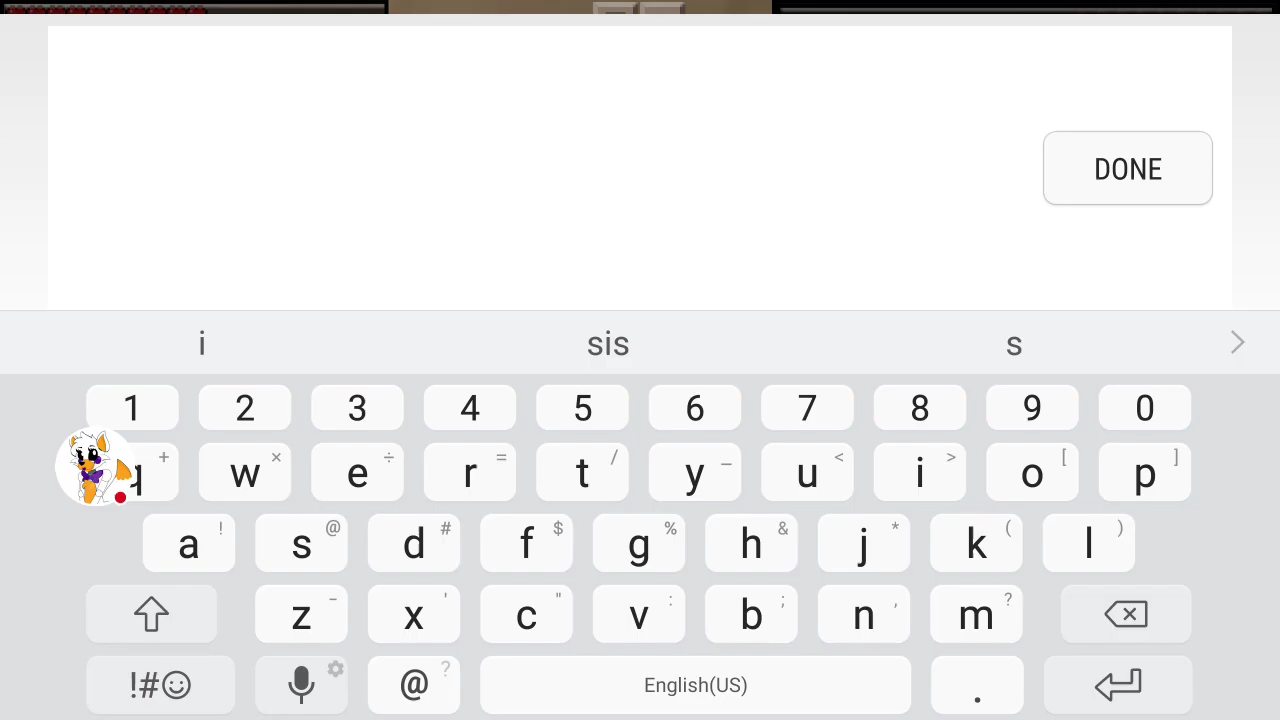 DONE
i sis s
1 2 3 4 5 6 7 8 9 0
q + w × e ÷ r = t / y _ u < i > o [ p ]
a ! s @ d # f $ g % h & j * k ( l )
z - x ' c " v : b ; n , m ?
!#☺ @ ? English(US) .